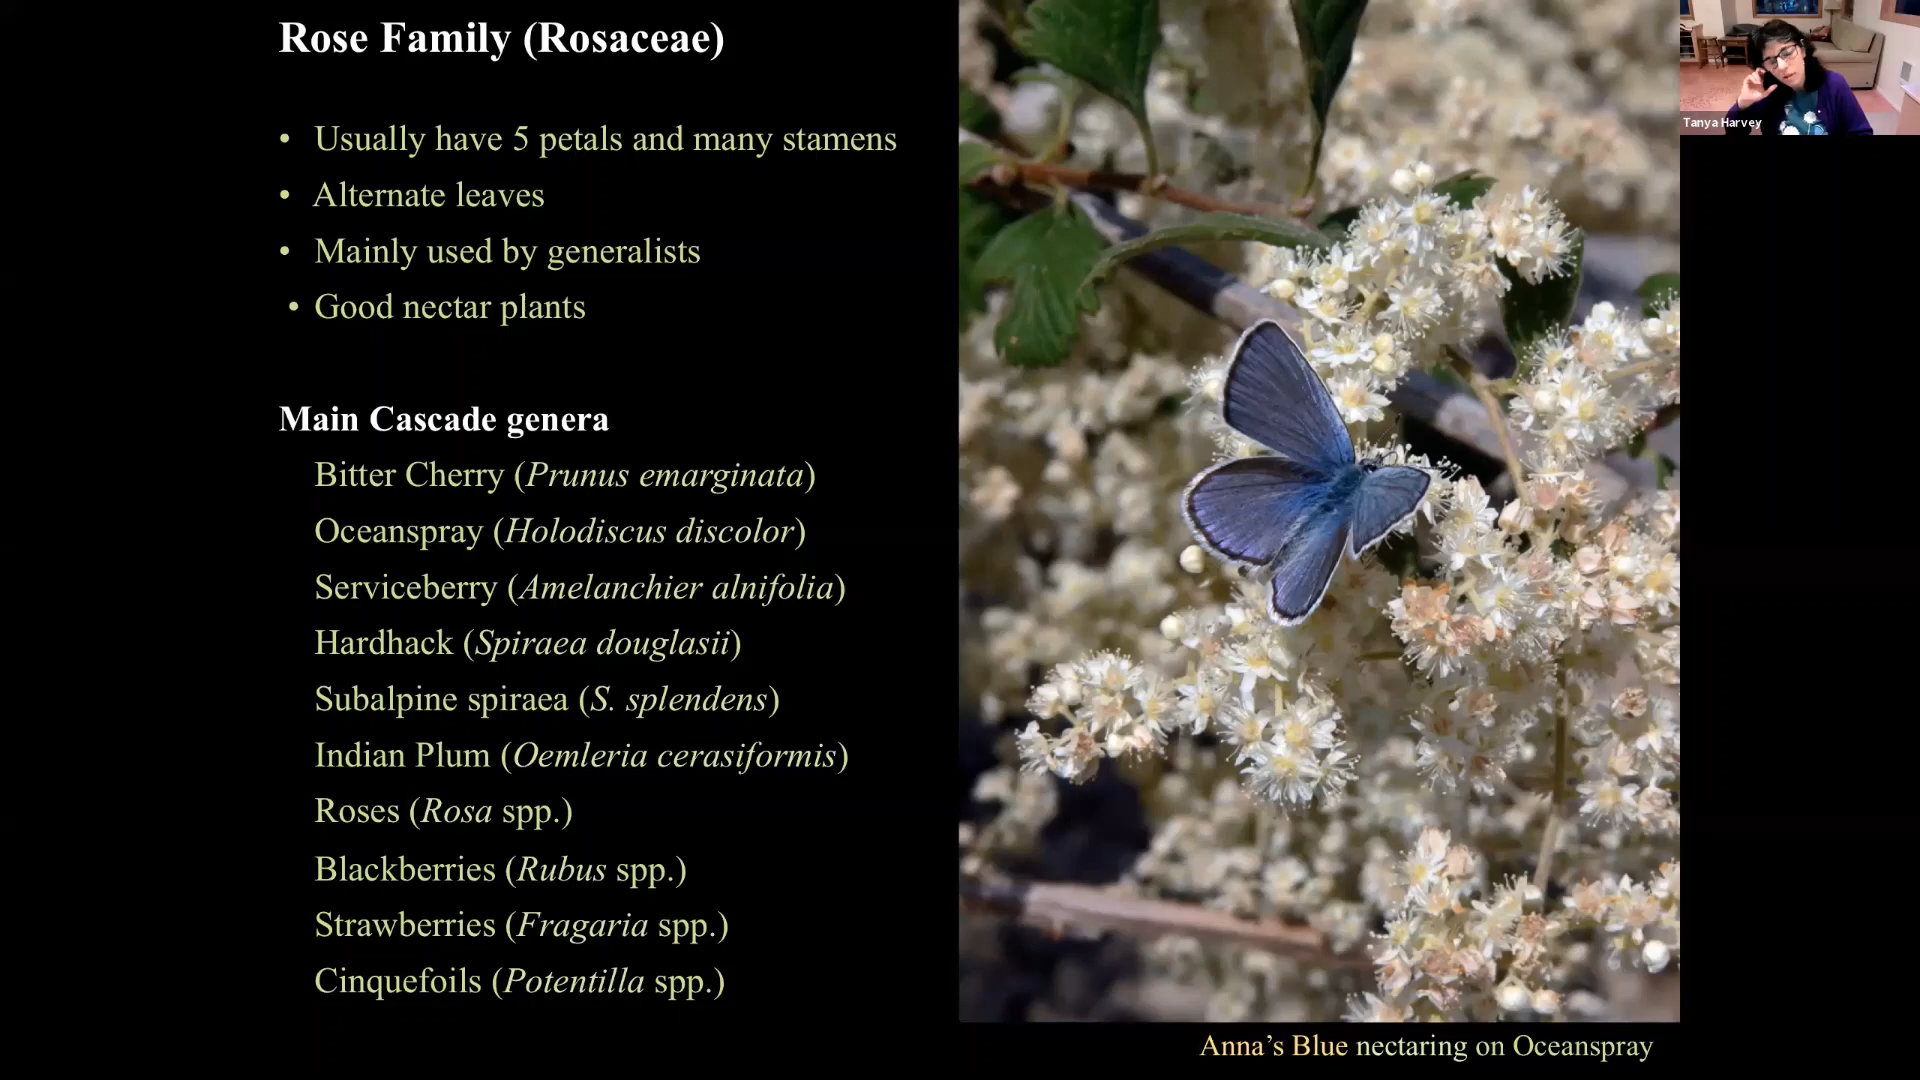 Rose Family (Rosaceae)
• Usually have 5 petals and many stamens
• Alternate leaves
• Mainly used by generalists
• Good nectar plants
Main Cascade genera
Bitter Cherry (Prunus emarginata)
Oceanspray (Holodiscus discolor)
Serviceberry (Amelanchier alnifolia)
Hardhack (Spiraea douglasii)
Subalpine spiraea (S. splendens)
Indian Plum (Oemleria cerasiformis)
Roses (Rosa spp.)
Blackberries (Rubus spp.)
Strawberries (Fragaria spp.)
Cinquefoils (Potentilla spp.)
Anna’s Blue nectaring on Oceanspray
Tanya Harvey